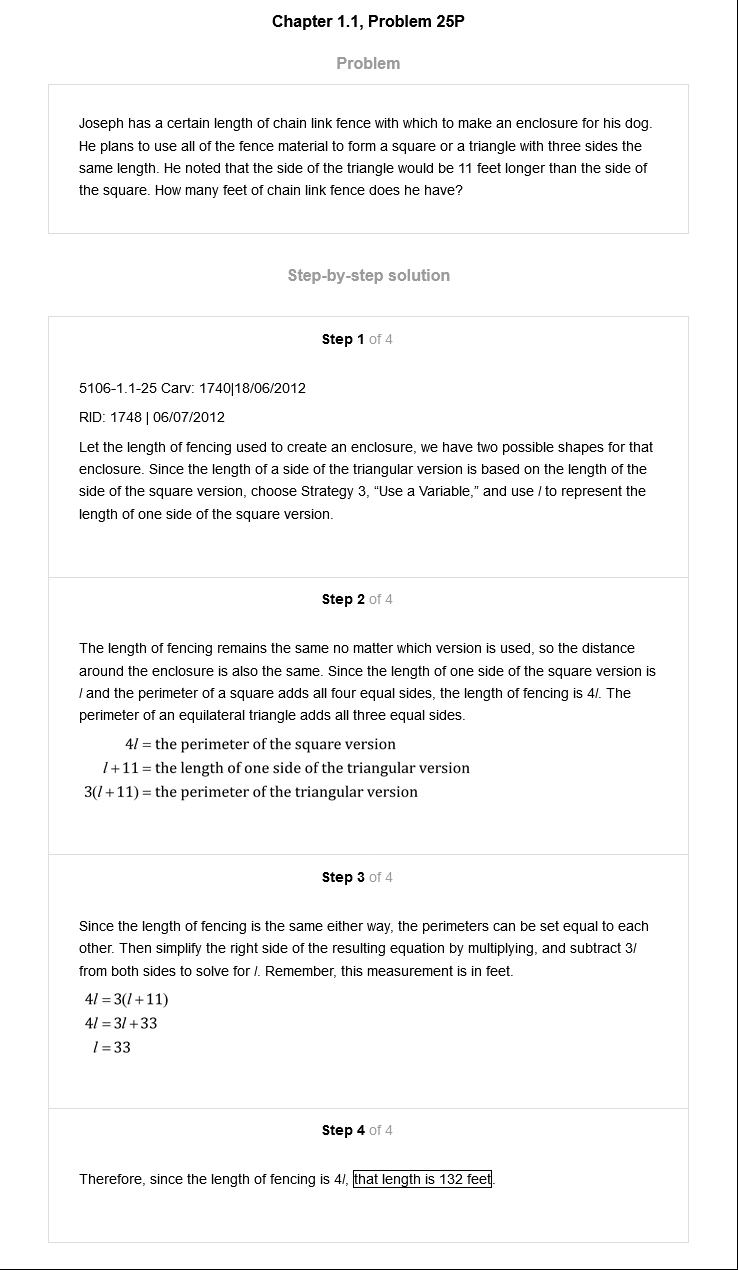 Chapter 1.1, Problem 25P
Problem
Joseph has a certain length of chain link fence with which to make an enclosure for his dog.
He plans to use all of the fence material to form a square or a triangle with three sides the
same length. He noted that the side of the triangle would be 11 feet longer than the side of
the square. How many feet of chain link fence does he have?
Step-by-step solution
Step 1 of 4
5106-1.1-25 Carv: 1740|18/06/2012
RID: 1748 | 06/07/2012
Let the length of fencing used to create an enclosure, we have two possible shapes for that
enclosure. Since the length of a side of the triangular version is based on the length of the
side of the square version, choose Strategy 3, “Use a Variable,” and use l to represent the
length of one side of the square version.
Step 2 of 4
The length of fencing remains the same no matter which version is used, so the distance
around the enclosure is also the same. Since the length of one side of the square version is
l and the perimeter of a square adds all four equal sides, the length of fencing is 4l. The
perimeter of an equilateral triangle adds all three equal sides.
4l = the perimeter of the square version
l + 11 = the length of one side of the triangular version
3(l + 11) = the perimeter of the triangular version
Step 3 of 4
Since the length of fencing is the same either way, the perimeters can be set equal to each
other. Then simplify the right side of the resulting equation by multiplying, and subtract 3l
from both sides to solve for l. Remember, this measurement is in feet.
4l = 3(l + 11)
4l = 3l + 33
l = 33
Step 4 of 4
Therefore, since the length of fencing is 4l, that length is 132 feet.